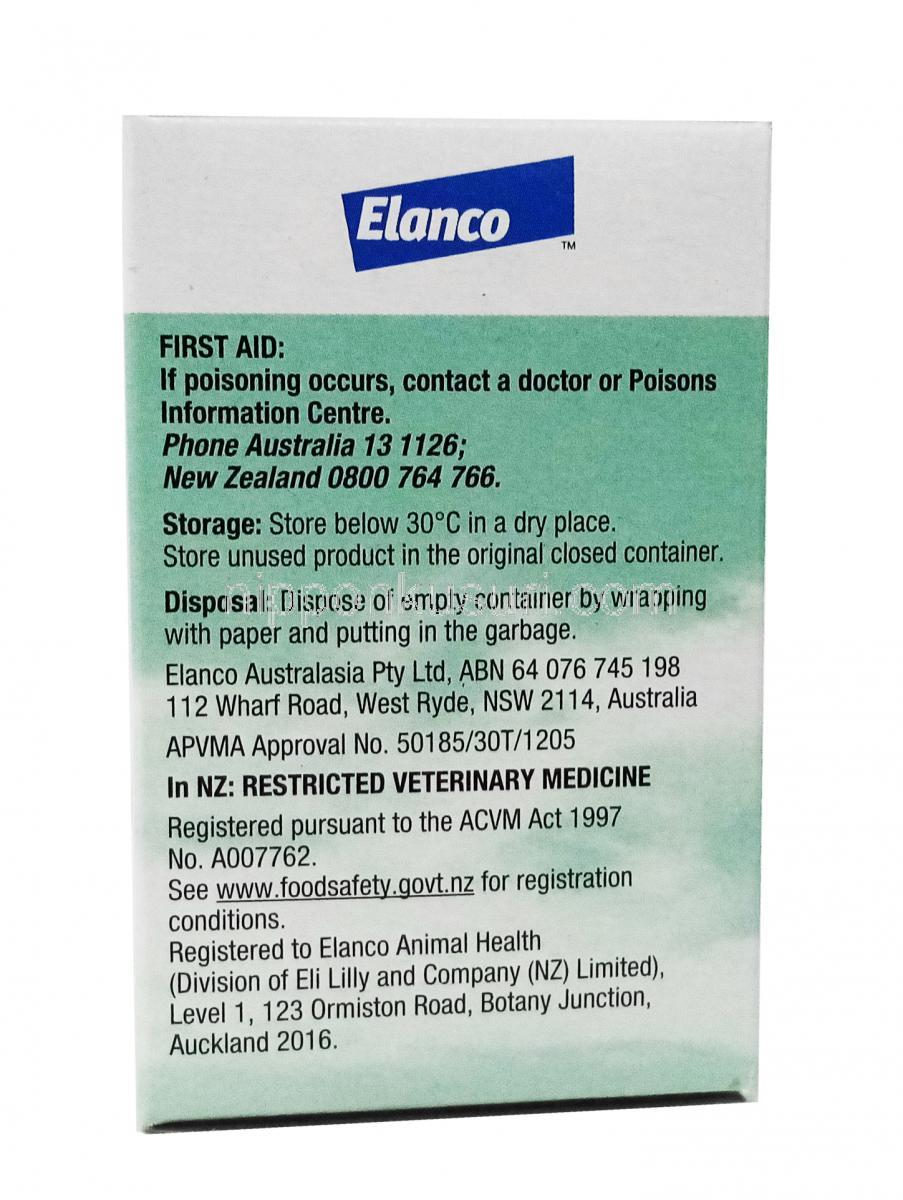 Elanco
TM
FIRST AID:
If poisoning occurs, contact a doctor or Poisons
Information Centre.
Phone Australia 13 1126;
New Zealand 0800 764 766.
Storage: Store below 30°C in a dry place.
Store unused product in the original closed container.
nipponkusuri.com
Disposal: Dispose of empty container by wrapping
with paper and putting in the garbage.
Elanco Australasia Pty Ltd, ABN 64 076 745 198
112 Wharf Road, West Ryde, NSW 2114, Australia
APVMA Approval No. 50185/30T/1205
In NZ: RESTRICTED VETERINARY MEDICINE
Registered pursuant to the ACVM Act 1997
No. A007762.
See www.foodsafety.govt.nz for registration
conditions.
Registered to Elanco Animal Health
(Division of Eli Lilly and Company (NZ) Limited),
Level 1, 123 Ormiston Road, Botany Junction,
Auckland 2016.